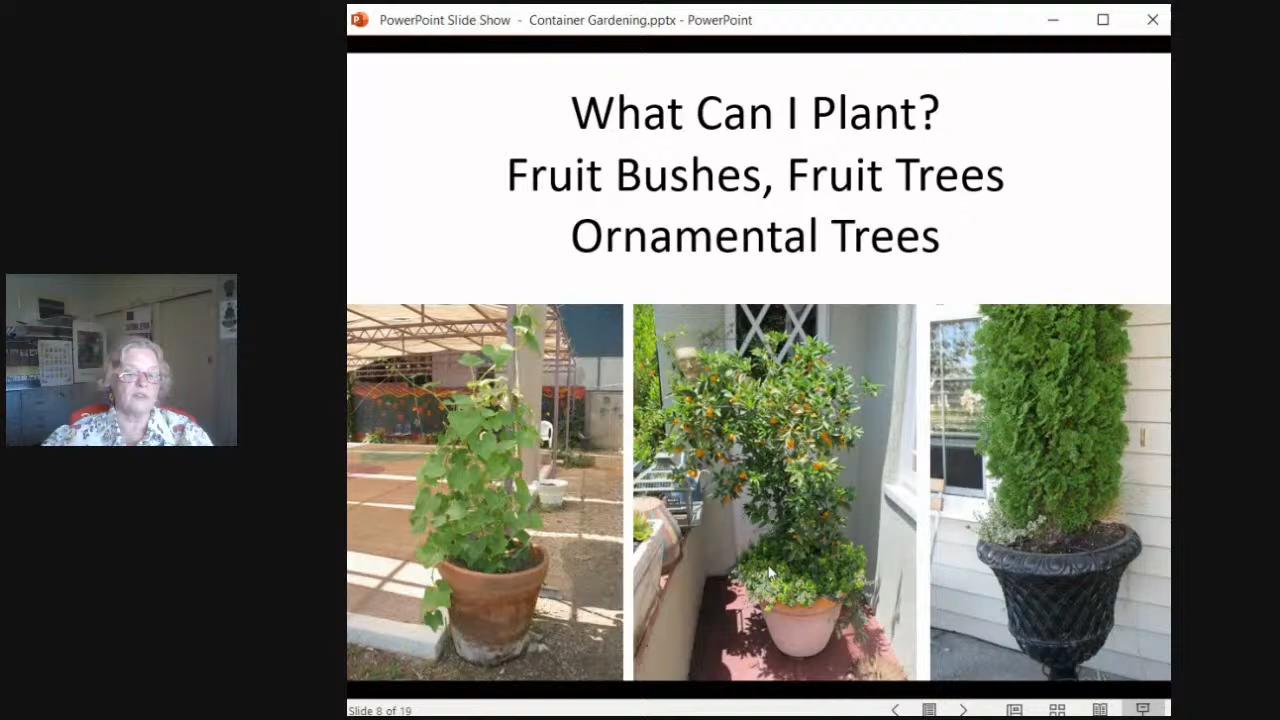 PowerPoint Slide Show - Container Gardening.pptx - PowerPoint
What Can I Plant?
Fruit Bushes, Fruit Trees
Ornamental Trees
Slide 8 of 19